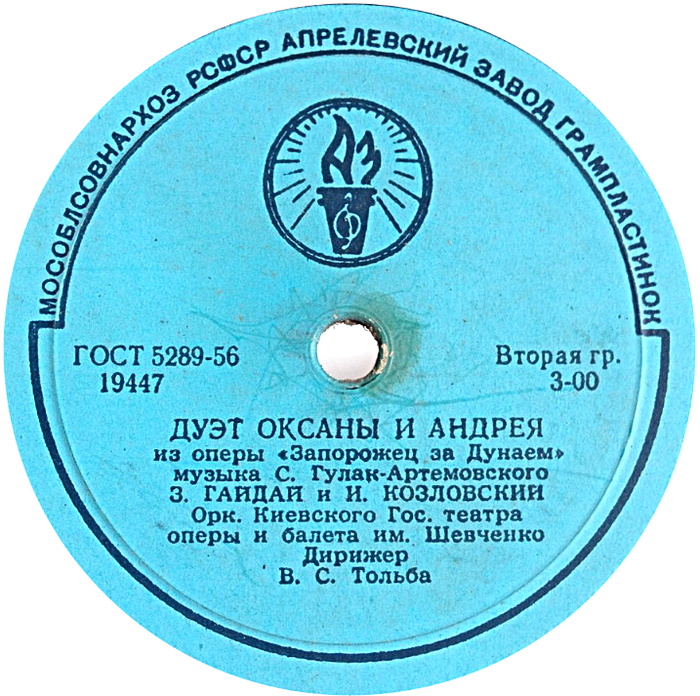 МОСОБЛСОВНАРХОЗ РСФСР АПРЕЛЕВСКИЙ ЗАВОД ГРАМПЛАСТИНОК
АЗ
ГОСТ 5289-56
19447
Вторая гр.
3-00
ДУЭТ ОКСАНЫ И АНДРЕЯ
из оперы «Запорожец за Дунаем»
музыка С. Гулак-Артемовского
З. ГАЙДАЙ и И. КОЗЛОВСКИЙ
Орк. Киевского Гос. театра
оперы и балета им. Шевченко
Дирижер
В. С. Тольба